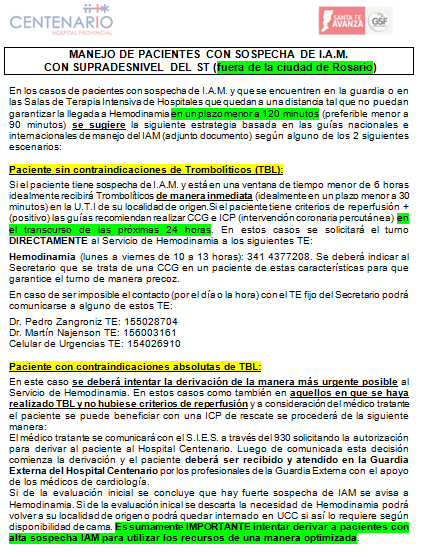 CENTENARIO
HOSPITAL PROVINCIAL
SANTA FE
AVANZA
GSF
MANEJO DE PACIENTES CON SOSPECHA DE I.A.M.
CON SUPRADESNIVEL DEL ST (fuera de la ciudad de Rosario)
En los casos de pacientes con sospecha de I.A.M. y que se encuentren en la guardia o en
las Salas de Terapia Intensiva de Hospitales que quedan a una distancia tal que no puedan
garantizar la llegada a Hemodinamia en un plazo menor a 120 minutos (preferible menor a
90 minutos) se sugiere la siguiente estrategia basada en las guías nacionales e
internacionales de manejo del IAM (adjunto documento) según alguno de los 2 siguientes
escenarios:
Paciente sin contraindicaciones de Trombolíticos (TBL):
Si el paciente tiene sospecha de I.A.M. y está en una ventana de tiempo menor de 6 horas
idealmente recibirá Trombolíticos de manera inmediata (idealmente en un plazo menor a 30
minutos) en la U.T.I de su localidad de origen. Si el paciente tiene criterios de reperfusión +
(positivo) las guías recomiendan realizar CCG e ICP (intervención coronaria percutánea) en
el transcurso de las próximas 24 horas. En estos casos se solicitará el turno
DIRECTAMENTE al Servicio de Hemodinamia a los siguientes TE:
Hemodinamia (lunes a viernes de 10 a 13 horas): 341 4377208. Se deberá indicar al
Secretario que se trata de una CCG en un paciente de estas características para que
garantice el turno de manera precoz.
En caso de ser imposible el contacto (por el día o la hora) con el TE fijo del Secretario podrá
comunicarse a alguno de estos TE:
Dr. Pedro Zangroniz TE: 155028704
Dr. Martín Najenson TE: 156003161
Celular de Urgencias TE: 154026910
Paciente con contraindicaciones absolutas de TBL:
En este caso se deberá intentar la derivación de la manera más urgente posible al
Servicio de Hemodinamia. En estos casos como también en aquellos en que se haya
realizado TBL y no hubiese criterios de reperfusión y a consideración del médico tratante
el paciente se puede beneficiar con una ICP de rescate se procederá de la siguiente
manera:
El médico tratante se comunicará con el S.I.E.S. a través del 930 solicitando la autorización
para derivar al paciente al Hospital Centenario. Luego de comunicada esta decisión
comienza la derivación y el paciente deberá ser recibido y atendido en la Guardia
Externa del Hospital Centenario por los profesionales de la Guardia Externa con el apoyo
de los médicos de cardiología.
Si de la evaluación inicial se concluye que hay fuerte sospecha de IAM se avisa a
Hemodinamia. Si de la evaluación inicial se descarta la necesidad de Hemodinamia podrá
volver a su localidad de origen o podrá quedar internado en UCC si así lo requiere según
disponibilidad de cama. Es sumamente IMPORTANTE intentar derivar a pacientes con
alta sospecha IAM para utilizar los recursos de una manera optimizada.